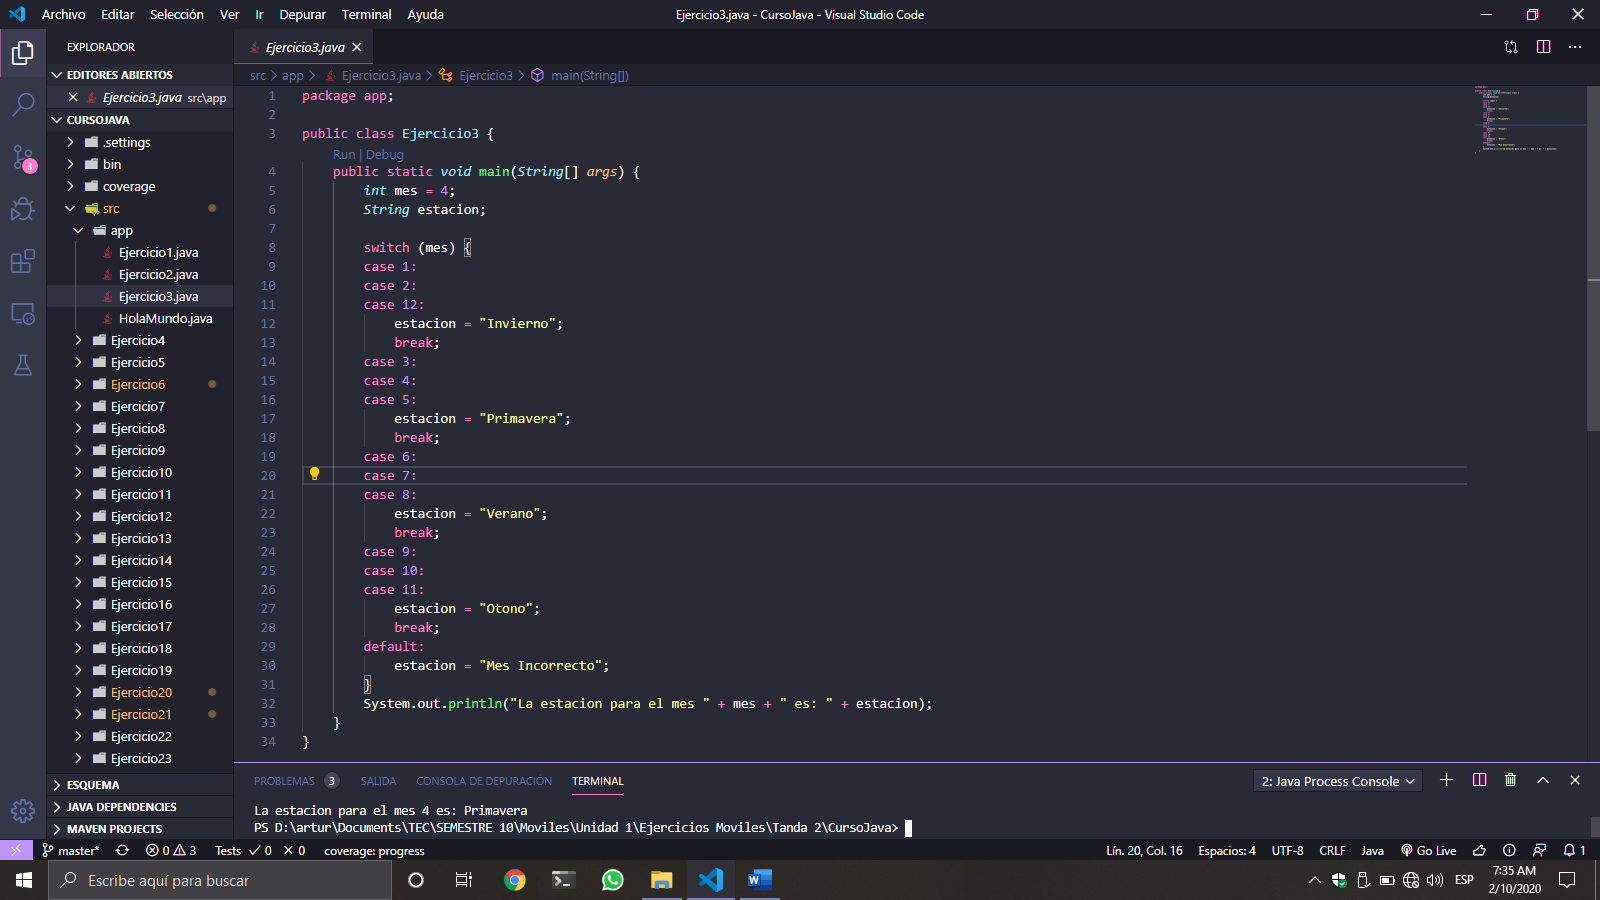 Archivo Editar Selección Ver Ir Depurar Terminal Ayuda
Ejercicio3.java - CursoJava - Visual Studio Code
EXPLORADOR
EDITORES ABIERTOS
Ejercicio3.java src\app
CURSOJAVA
.settings
bin
coverage
src
app
Ejercicio1.java
Ejercicio2.java
Ejercicio3.java
HolaMundo.java
Ejercicio4
Ejercicio5
Ejercicio6
Ejercicio7
Ejercicio8
Ejercicio9
Ejercicio10
Ejercicio11
Ejercicio12
Ejercicio13
Ejercicio14
Ejercicio15
Ejercicio16
Ejercicio17
Ejercicio18
Ejercicio19
Ejercicio20
Ejercicio21
Ejercicio22
Ejercicio23
ESQUEMA
JAVA DEPENDENCIES
MAVEN PROJECTS
3
Ejercicio3.java
src > app > Ejercicio3.java > Ejercicio3 > main(String[])
1 package app;
2
3 public class Ejercicio3 {
Run | Debug
4 public static void main(String[] args) {
5 int mes = 4;
6 String estacion;
7
8 switch (mes) {
9 case 1:
10 case 2:
11 case 12:
12 estacion = "Invierno";
13 break;
14 case 3:
15 case 4:
16 case 5:
17 estacion = "Primavera";
18 break;
19 case 6:
20 case 7:
21 case 8:
22 estacion = "Verano";
23 break;
24 case 9:
25 case 10:
26 case 11:
27 estacion = "Otono";
28 break;
29 default:
30 estacion = "Mes Incorrecto";
31 }
32 System.out.println("La estacion para el mes " + mes + " es: " + estacion);
33 }
34 }
PROBLEMAS 3 SALIDA CONSOLA DE DEPURACIÓN TERMINAL
2: Java Process Console
La estacion para el mes 4 es: Primavera
PS D:\artur\Documents\TEC\SEMESTRE 10\Moviles\Unidad 1\Ejercicios Moviles\Tanda 2\CursoJava>
master* 0 3 Tests 0 0 coverage: progress
Lín. 20, Col. 16 Espacios: 4 UTF-8 CRLF Java Go Live 1
Escribe aquí para buscar
ESP
7:35 AM
2/10/2020